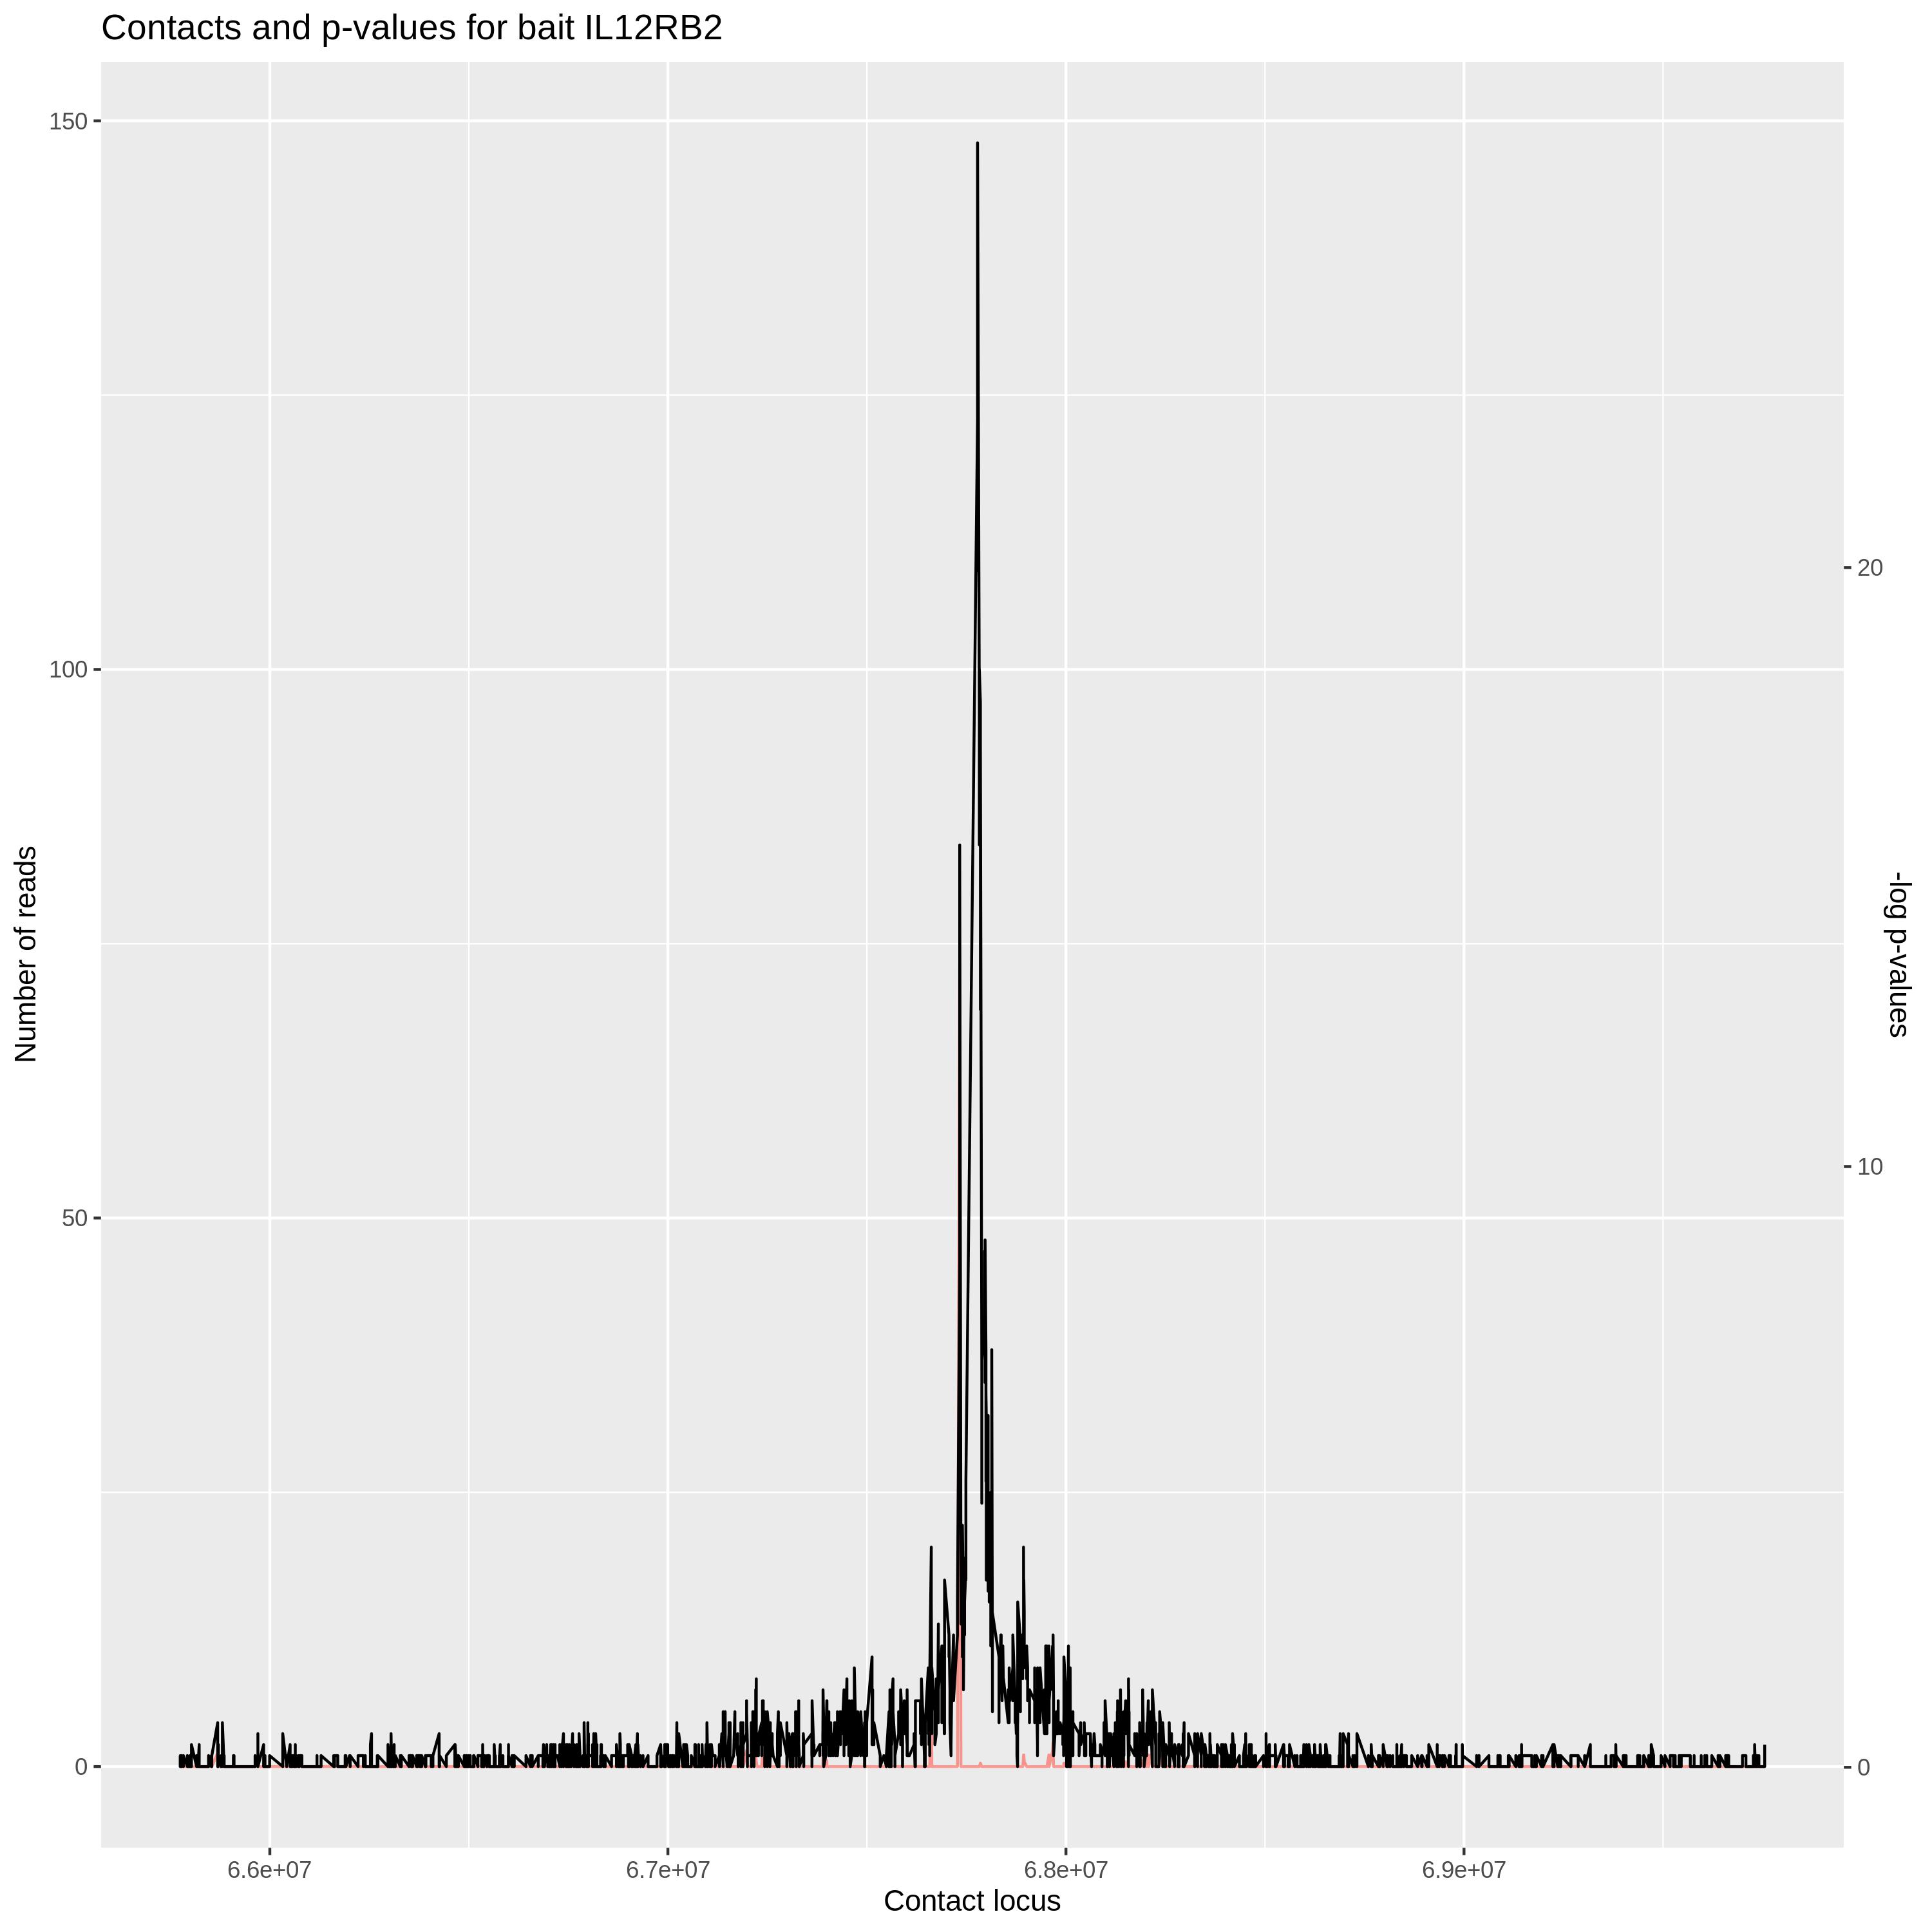 Contacts and p-values for bait IL12RB2
150
100
50
0
Number of reads
20
10
0
-log p-values
6.6e+07
6.7e+07
6.8e+07
6.9e+07
Contact locus